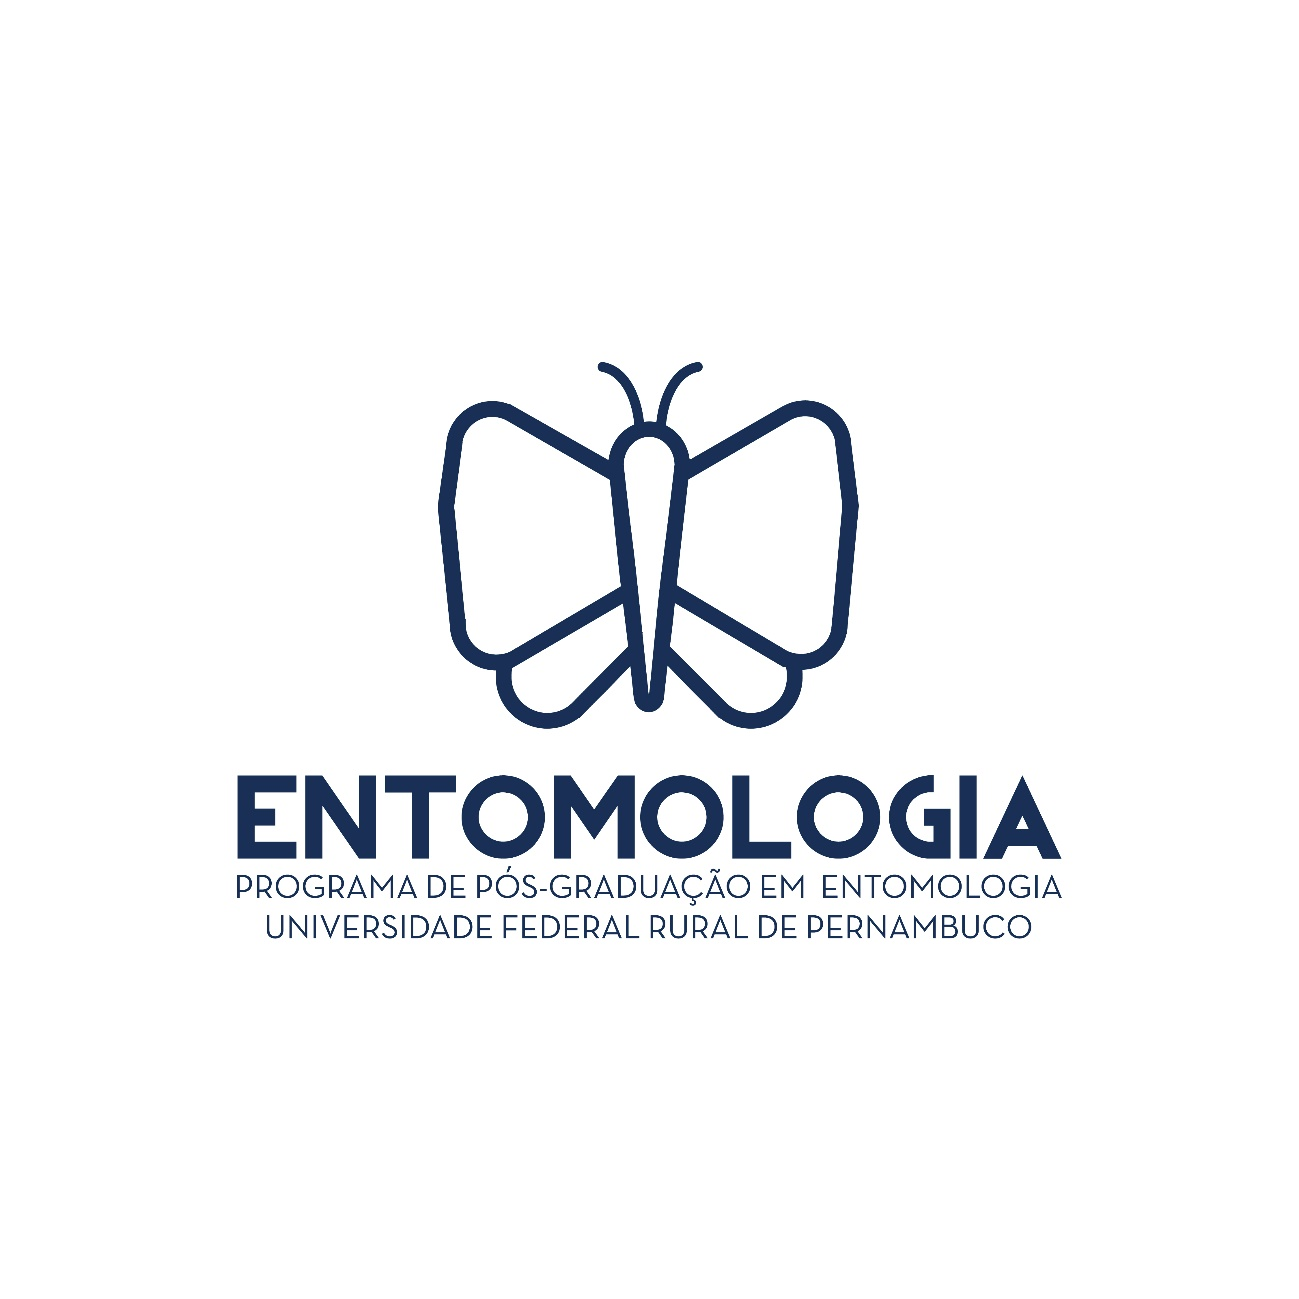 ENTOMOLOGIA
PROGRAMA DE PÓS-GRADUAÇÃO EM ENTOMOLOGIA
UNIVERSIDADE FEDERAL RURAL DE PERNAMBUCO